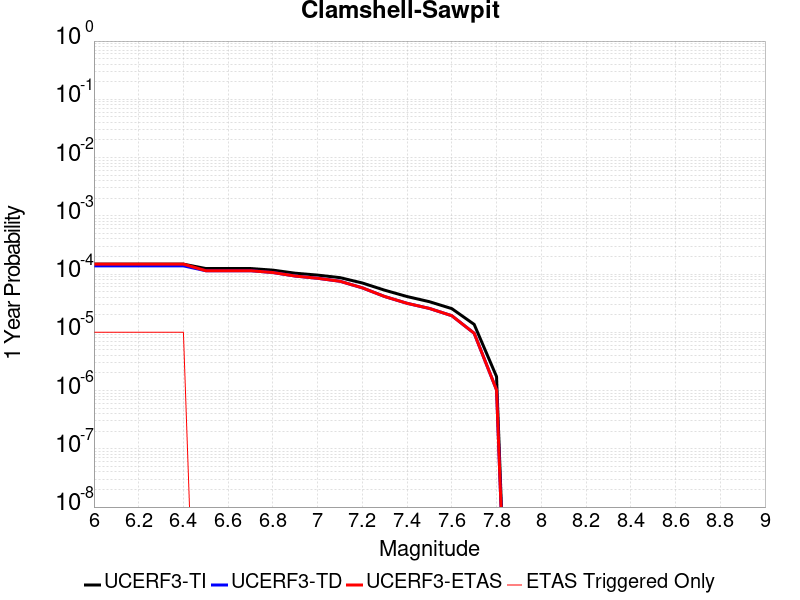 Clamshell-Sawpit
10^0
10^-1
10^-2
10^-3
10^-4
10^-5
10^-6
10^-7
10^-8
1 Year Probability
6 6.2 6.4 6.6 6.8 7 7.2 7.4 7.6 7.8 8 8.2 8.4 8.6 8.8 9
Magnitude
UCERF3-TI UCERF3-TD UCERF3-ETAS ETAS Triggered Only